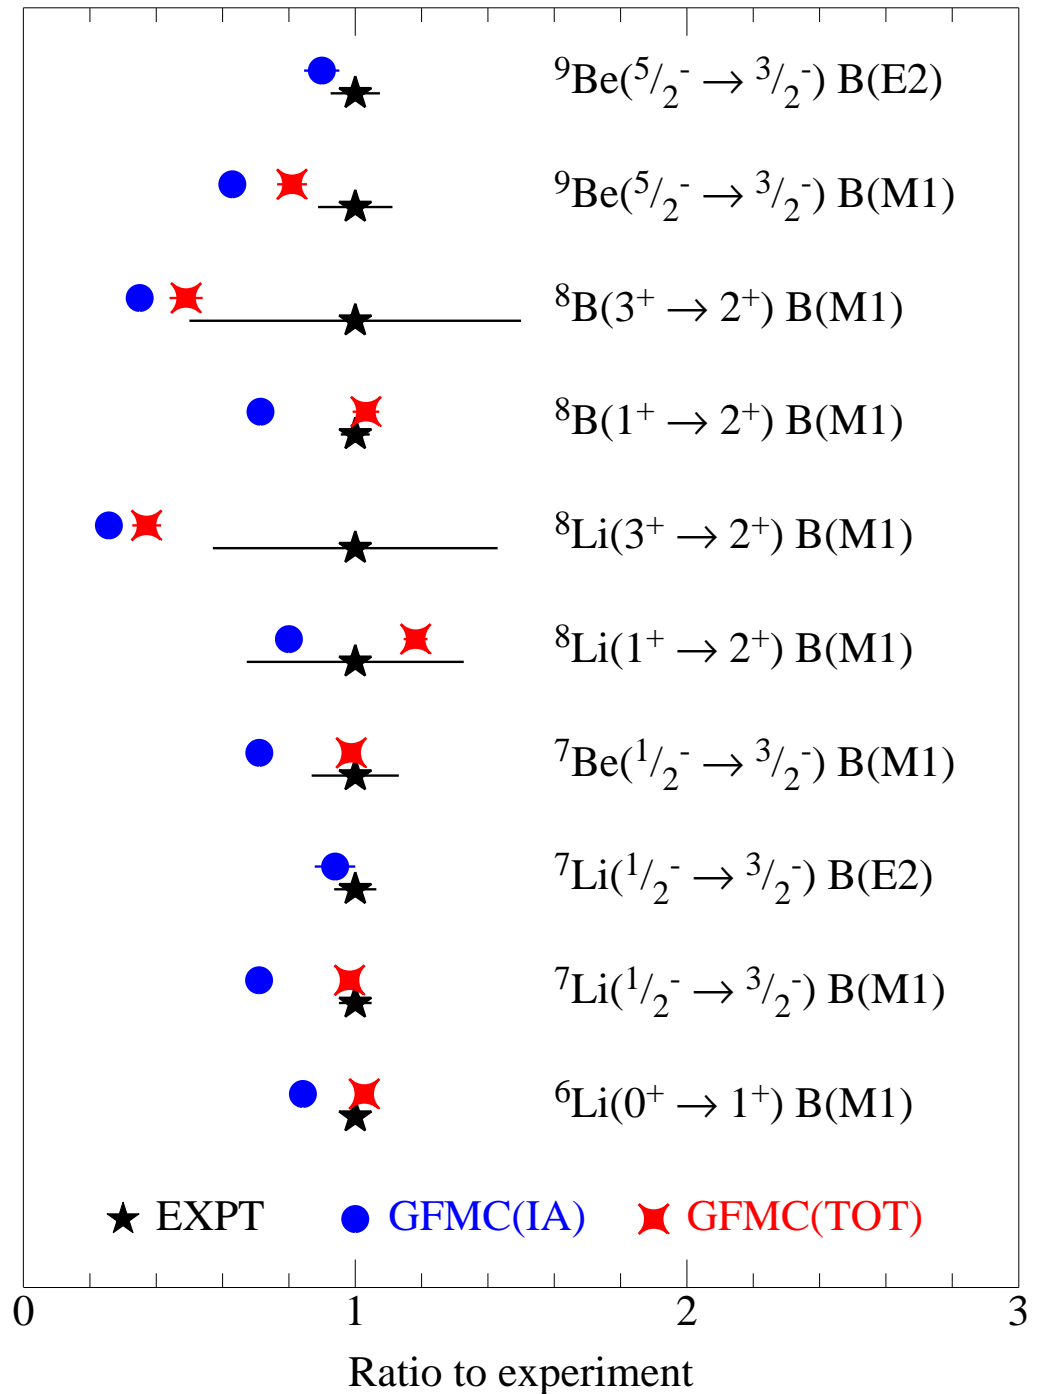 ⁹Be(⁵/₂⁻ → ³/₂⁻) B(E2)
⁹Be(⁵/₂⁻ → ³/₂⁻) B(M1)
⁸B(3⁺ → 2⁺) B(M1)
⁸B(1⁺ → 2⁺) B(M1)
⁸Li(3⁺ → 2⁺) B(M1)
⁸Li(1⁺ → 2⁺) B(M1)
⁷Be(¹/₂⁻ → ³/₂⁻) B(M1)
⁷Li(¹/₂⁻ → ³/₂⁻) B(E2)
⁷Li(¹/₂⁻ → ³/₂⁻) B(M1)
⁶Li(0⁺ → 1⁺) B(M1)
EXPT GFMC(IA) GFMC(TOT)
0 1 2 3
Ratio to experiment